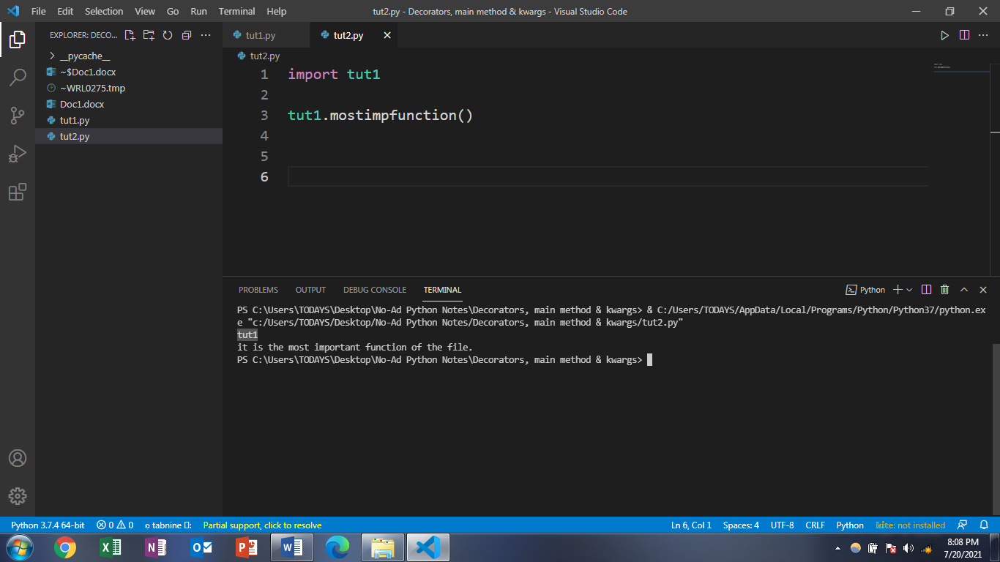 File Edit Selection View Go Run Terminal Help
tut2.py - Decorators, main method & kwargs - Visual Studio Code
EXPLORER: DECO...
__pycache__
~$Doc1.docx
~WRL0275.tmp
Doc1.docx
tut1.py
tut2.py
tut1.py tut2.py
tut2.py
1 import tut1
2
3 tut1.mostimpfunction()
4
5
6
PROBLEMS OUTPUT DEBUG CONSOLE TERMINAL
Python
PS C:\Users\TODAYS\Desktop\No-Ad Python Notes\Decorators, main method & kwargs> & C:/Users/TODAYS/AppData/Local/Programs/Python/Python37/python.ex
e "c:/Users/TODAYS/Desktop/No-Ad Python Notes/Decorators, main method & kwargs/tut2.py"
tut1
it is the most important function of the file.
PS C:\Users\TODAYS\Desktop\No-Ad Python Notes\Decorators, main method & kwargs>
Python 3.7.4 64-bit 0 0 tabnine Partial support, click to resolve
Ln 6, Col 1 Spaces: 4 UTF-8 CRLF Python kite: not installed
8:08 PM
7/20/2021